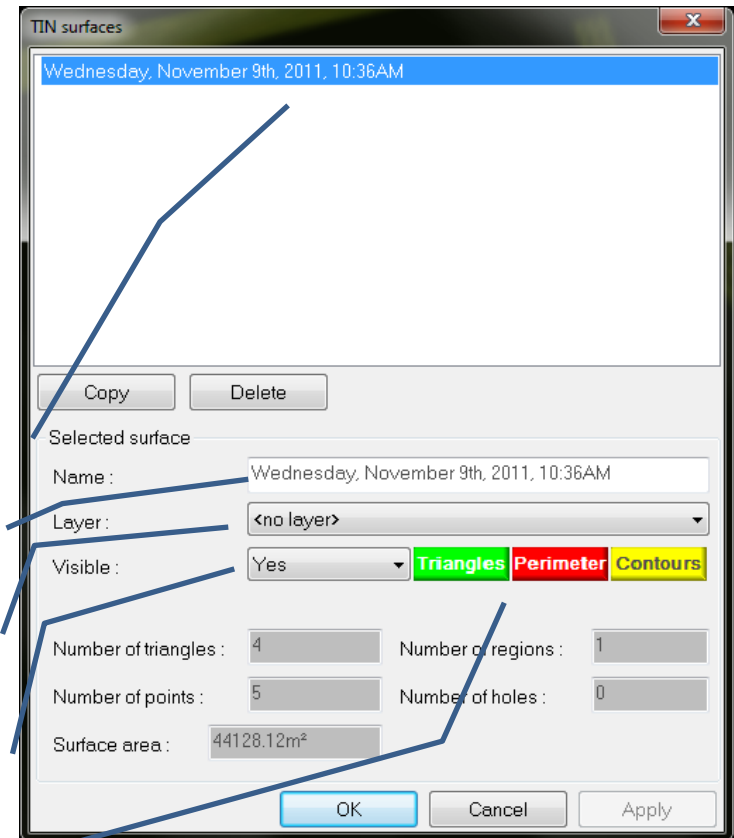 TIN surfaces
Wednesday, November 9th, 2011, 10:36AM
Copy Delete
Selected surface
Name : Wednesday, November 9th, 2011, 10:36AM
Layer : <no layer>
Visible : Yes Triangles Perimeter Contours
Number of triangles : 4 Number of regions : 1
Number of points : 5 Number of holes : 0
Surface area : 44128.12m²
OK Cancel Apply